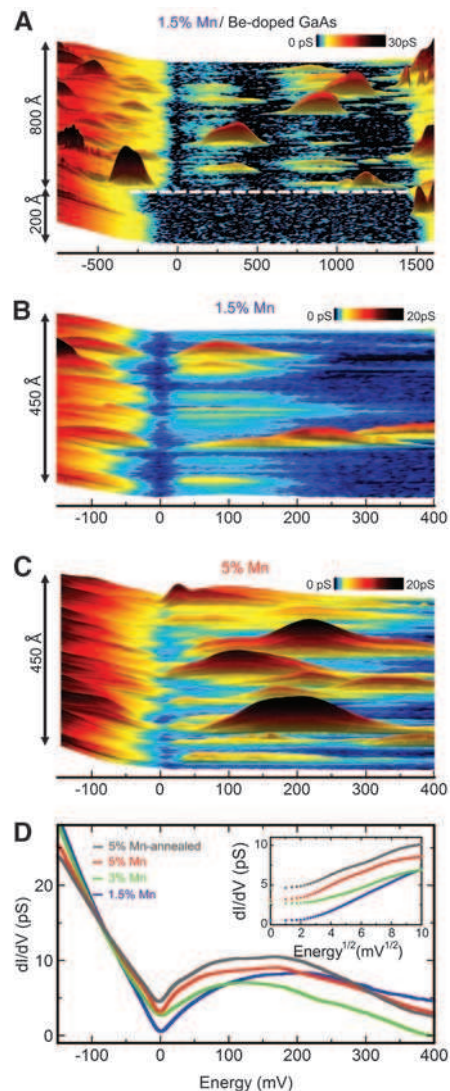 A
1.5% Mn/ Be-doped GaAs
0 pS 30pS
800 Å
200 Å
-500 0 500 1000 1500
B
1.5% Mn
0 pS 20pS
450 Å
-100 0 100 200 300 400
C
5% Mn
0 pS 20pS
450 Å
-100 0 100 200 300 400
D
dI/dV (pS)
20
10
0
5% Mn-annealed
5% Mn
3% Mn
1.5% Mn
dI/dV (pS)
10
5
0
0 2 4 6 8 10
Energy1/2(mV1/2)
-100 0 100 200 300 400
Energy (mV)